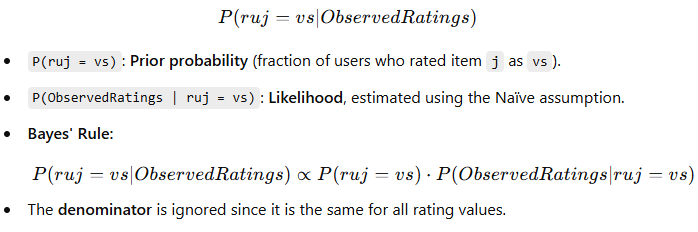 P(ruj = vs|ObservedRatings)
• P(ruj = vs) : Prior probability (fraction of users who rated item j as vs ).
• P(ObservedRatings | ruj = vs) : Likelihood, estimated using the Naïve assumption.
• Bayes' Rule:
P(ruj = vs|ObservedRatings) ∝ P(ruj = vs) · P(ObservedRatings|ruj = vs)
• The denominator is ignored since it is the same for all rating values.